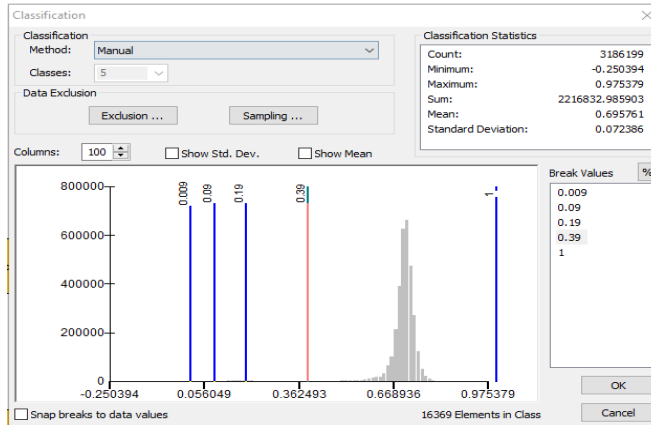 Classification
Classification
Method: Manual
Classes: 5
Data Exclusion
Exclusion ... Sampling ...
Classification Statistics
Count: 3186199
Minimum: -0.250394
Maximum: 0.975379
Sum: 2216832.985903
Mean: 0.695761
Standard Deviation: 0.072386
Columns: 100 Show Std. Dev. Show Mean
Break Values %
0.009
0.09
0.19
0.39
1
800000
600000
400000
200000
0
0.009 0.09 0.19 0.39 1
-0.250394 0.056049 0.362493 0.668936 0.975379
Snap breaks to data values
16369 Elements in Class
OK
Cancel